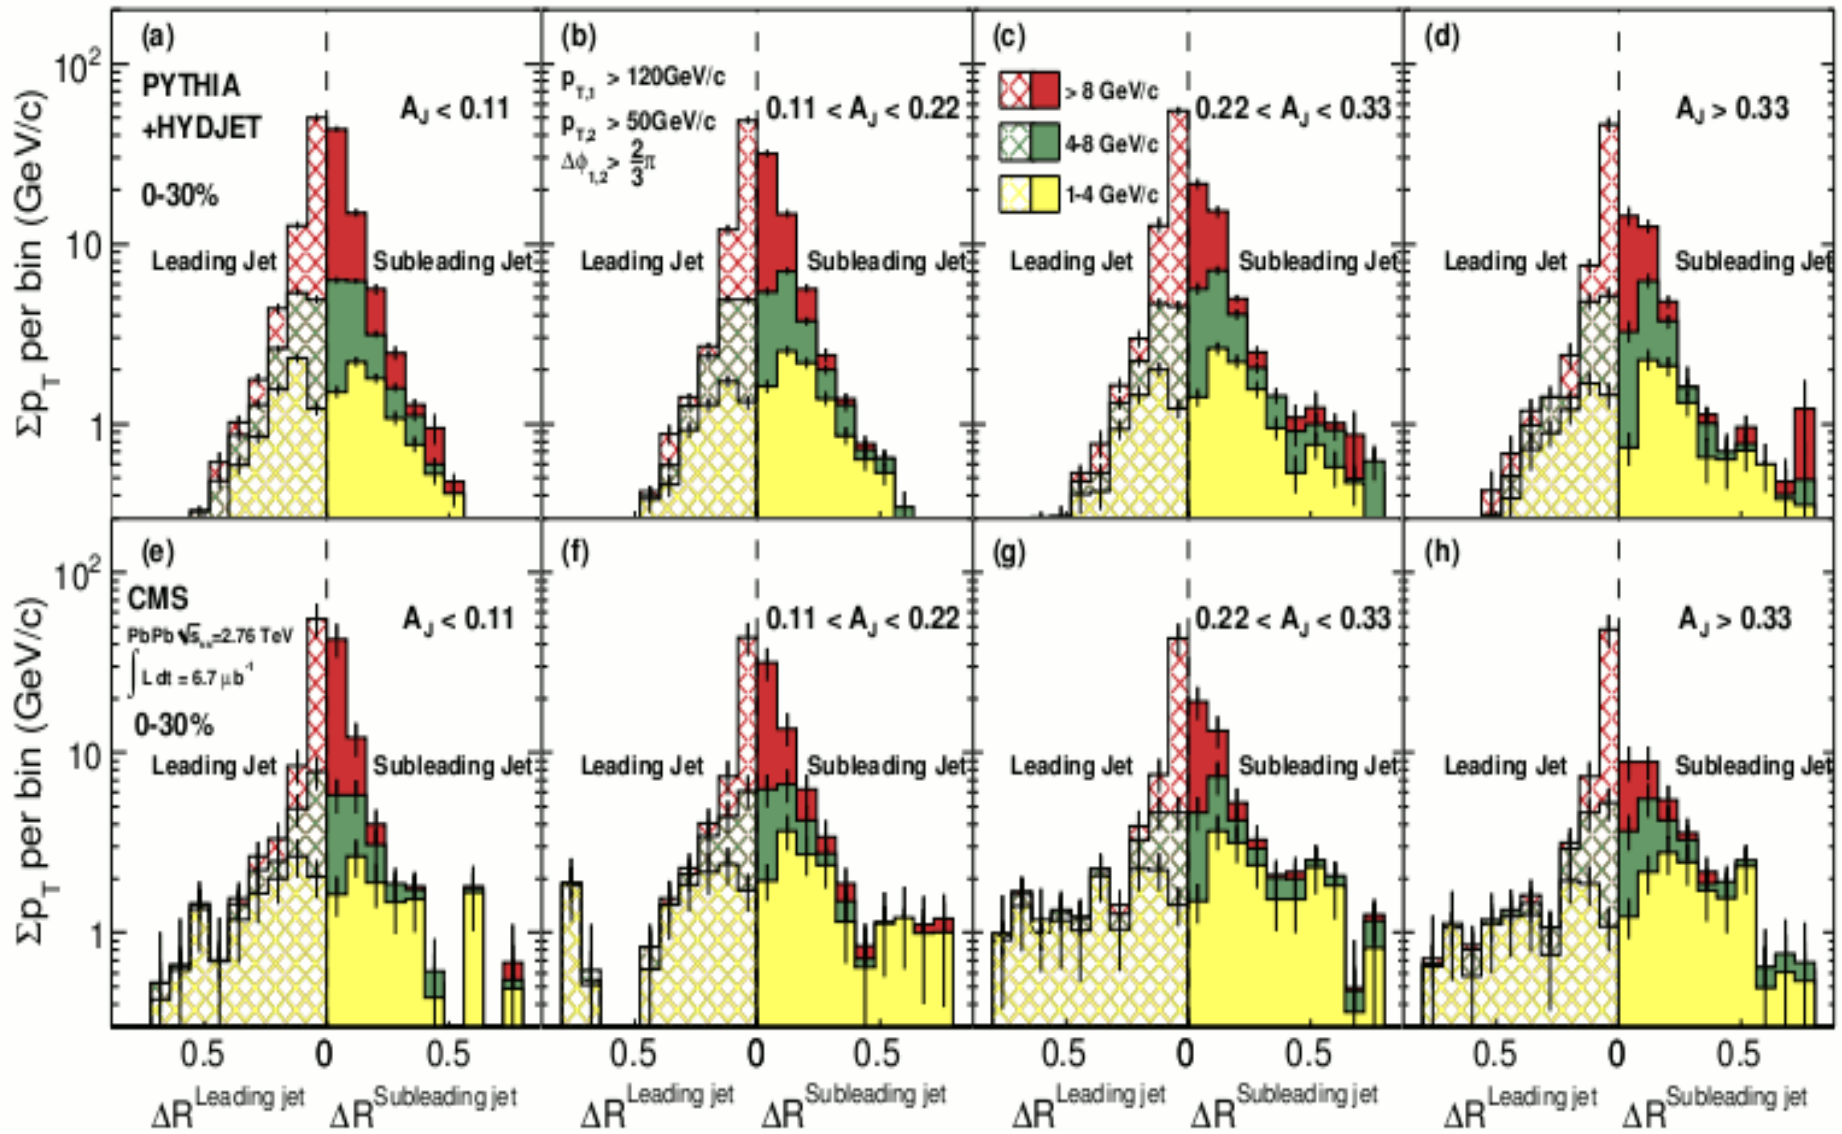 (a) (b) (c) (d)
PYTHIA
+HYDJET
0-30%
A_J < 0.11
p_T,1 > 120GeV/c
p_T,2 > 50GeV/c
Δϕ_1,2 > 2/3 π
0.11 < A_J < 0.22
> 8 GeV/c
4-8 GeV/c
1-4 GeV/c
0.22 < A_J < 0.33
A_J > 0.33
Leading Jet Subleading Jet Leading Jet Subleading Jet Leading Jet Subleading Jet Leading Jet Subleading Jet
Σp_T per bin (GeV/c)
10^2
10
1
(e) (f) (g) (h)
CMS
PbPb √s_NN=2.76 TeV
∫ L dt = 6.7 μb^-1
0-30%
A_J < 0.11
0.11 < A_J < 0.22
0.22 < A_J < 0.33
A_J > 0.33
Leading Jet Subleading Jet Leading Jet Subleading Jet Leading Jet Subleading Jet Leading Jet Subleading Jet
Σp_T per bin (GeV/c)
10^2
10
1
0.5 0 0.5 0.5 0 0.5 0.5 0 0.5 0.5 0 0.5
ΔR^Leading jet ΔR^Subleading jet ΔR^Leading jet ΔR^Subleading jet ΔR^Leading jet ΔR^Subleading jet ΔR^Leading jet ΔR^Subleading jet